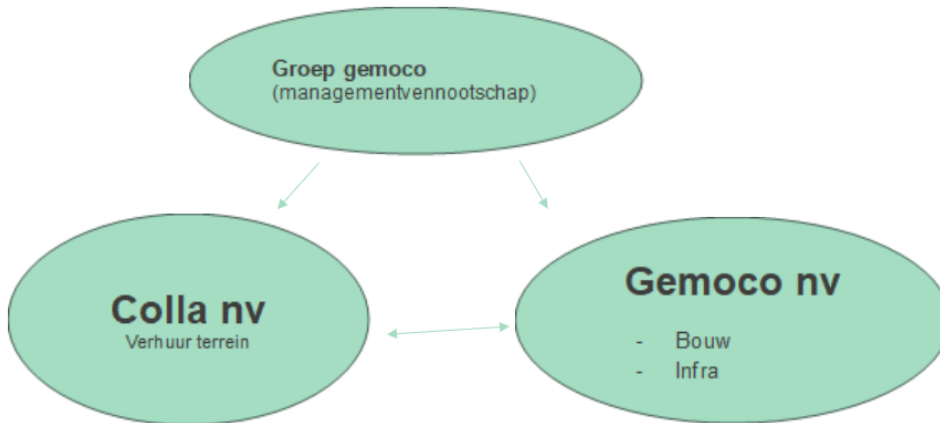 Groep gemoco
(managementvennootschap)
Colla nv
Verhuur terrein
Gemoco nv
- Bouw
- Infra